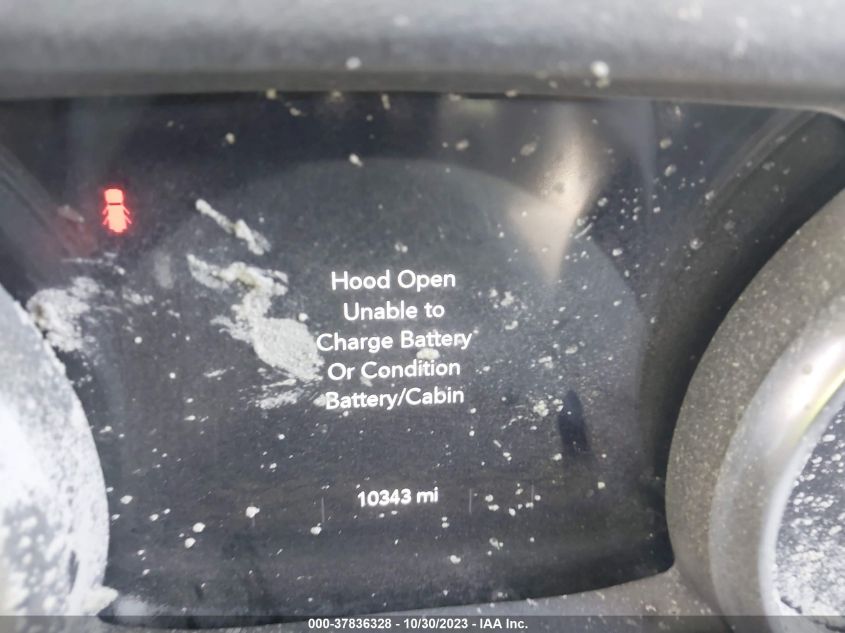 Hood Open
Unable to
Charge Battery
Or Condition
Battery/Cabin
10343 mi
000-37836328 - 10/30/2023 - IAA Inc.